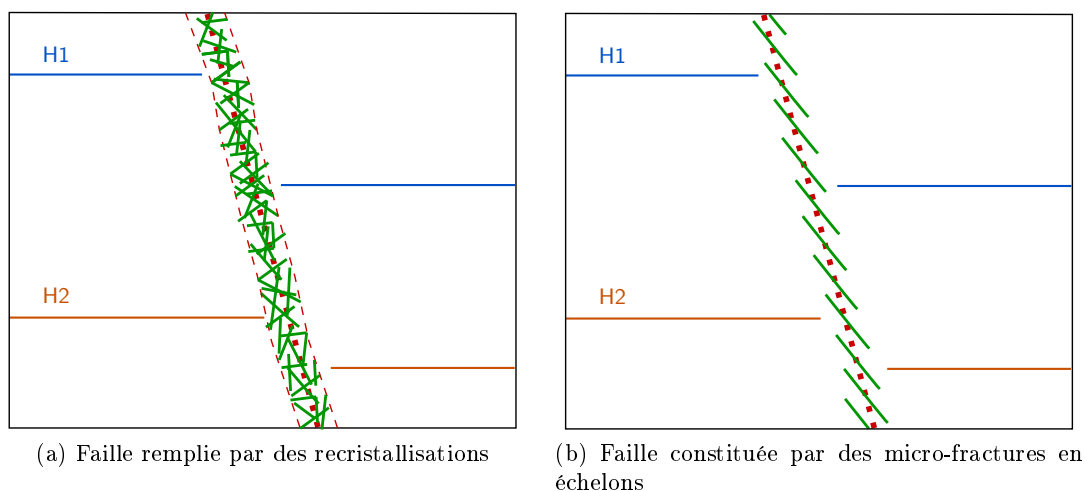 H1
H2
(a) Faille remplie par des recristallisations
H1
H2
(b) Faille constituée par des micro-fractures en
échelons